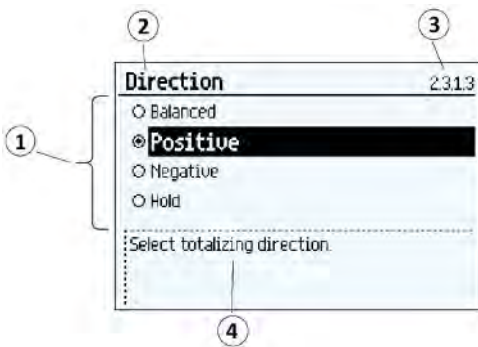 2
3
Direction 2.3.1.3
Balanced
1
Positive
Negative
Hold
Select totalizing direction.
4